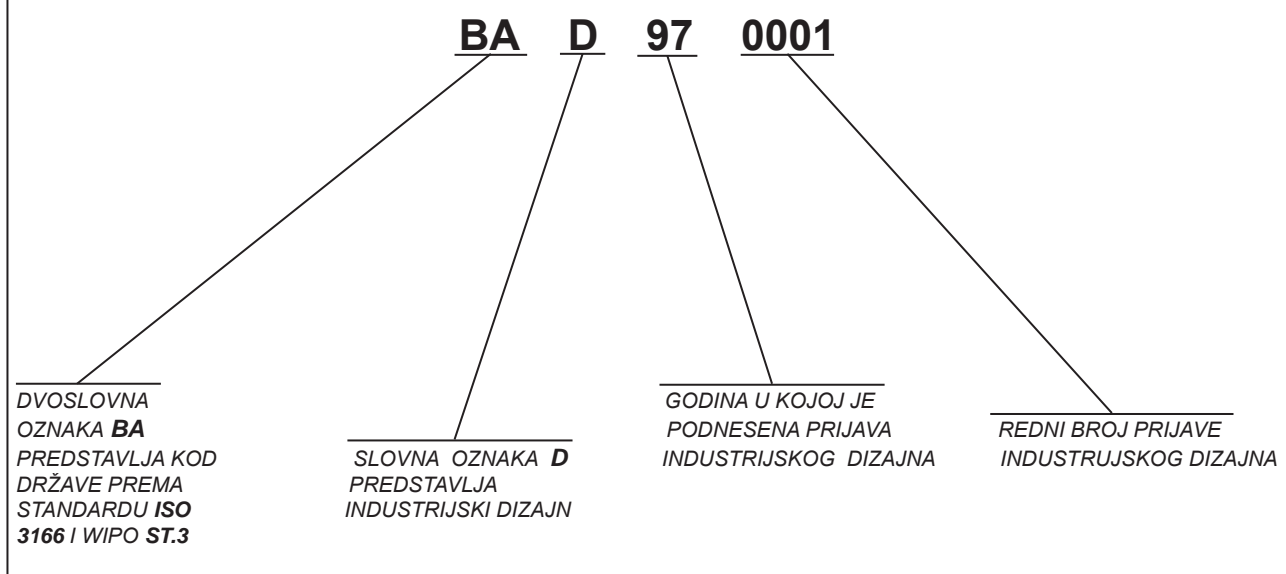 BA D 97 0001
DVOSLOVNA
OZNAKA BA
PREDSTAVLJA KOD
DRŽAVE PREMA
STANDARDU ISO
3166 I WIPO ST.3
SLOVNA OZNAKA D
PREDSTAVLJA
INDUSTRIJSKI DIZAJN
GODINA U KOJOJ JE
PODNESENA PRIJAVA
INDUSTRIJSKOG DIZAJNA
REDNI BROJ PRIJAVE
INDUSTRUJSKOG DIZAJNA